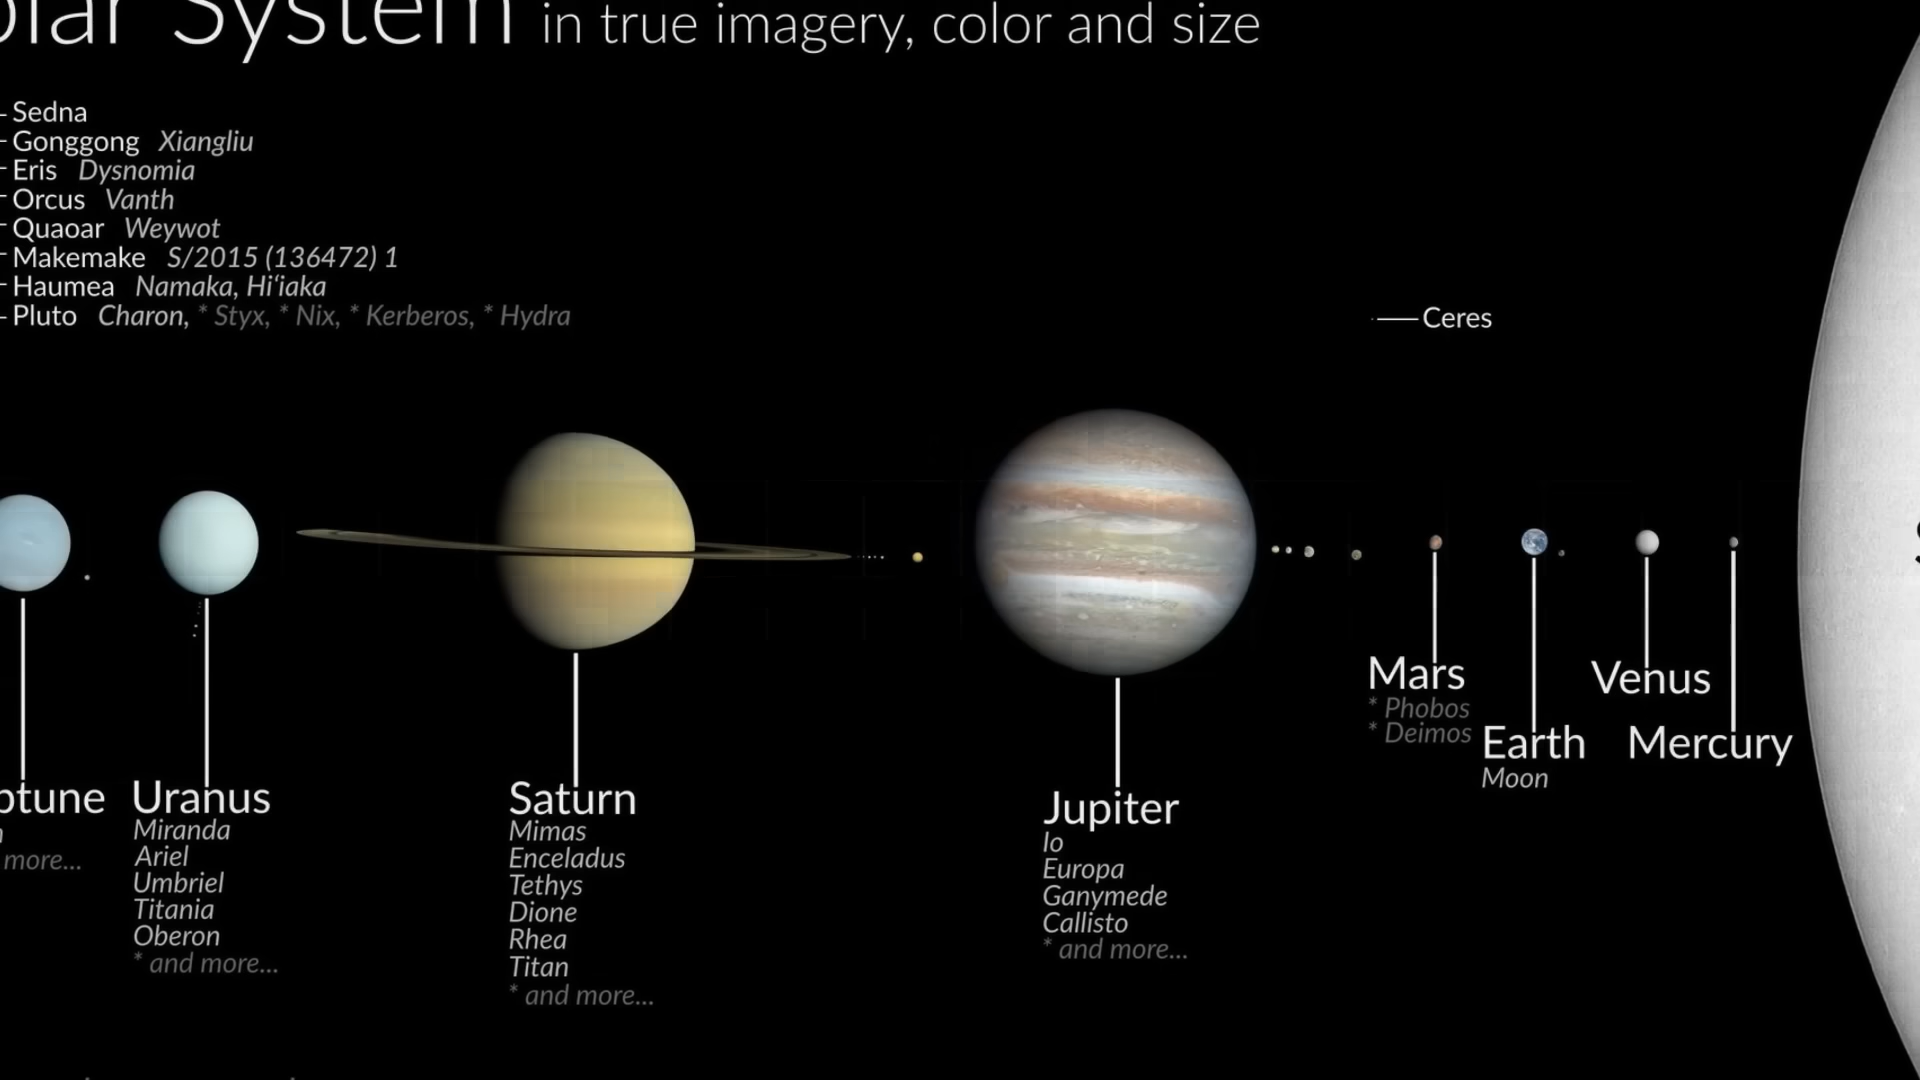 System in true imagery, color and size
Sedna
Gonggong Xiangliu
Eris Dysnomia
Orcus Vanth
Quaoar Weywot
Makemake S/2015 (136472) 1
Haumea Namaka, Hiʻiaka
Pluto Charon, * Styx, * Nix, * Kerberos, * Hydra
Ceres
Mars
* Phobos
* Deimos
Venus
Earth
Moon
Mercury
ptune
more...
Uranus
Miranda
Ariel
Umbriel
Titania
Oberon
* and more...
Saturn
Mimas
Enceladus
Tethys
Dione
Rhea
Titan
* and more...
Jupiter
Io
Europa
Ganymede
Callisto
* and more...